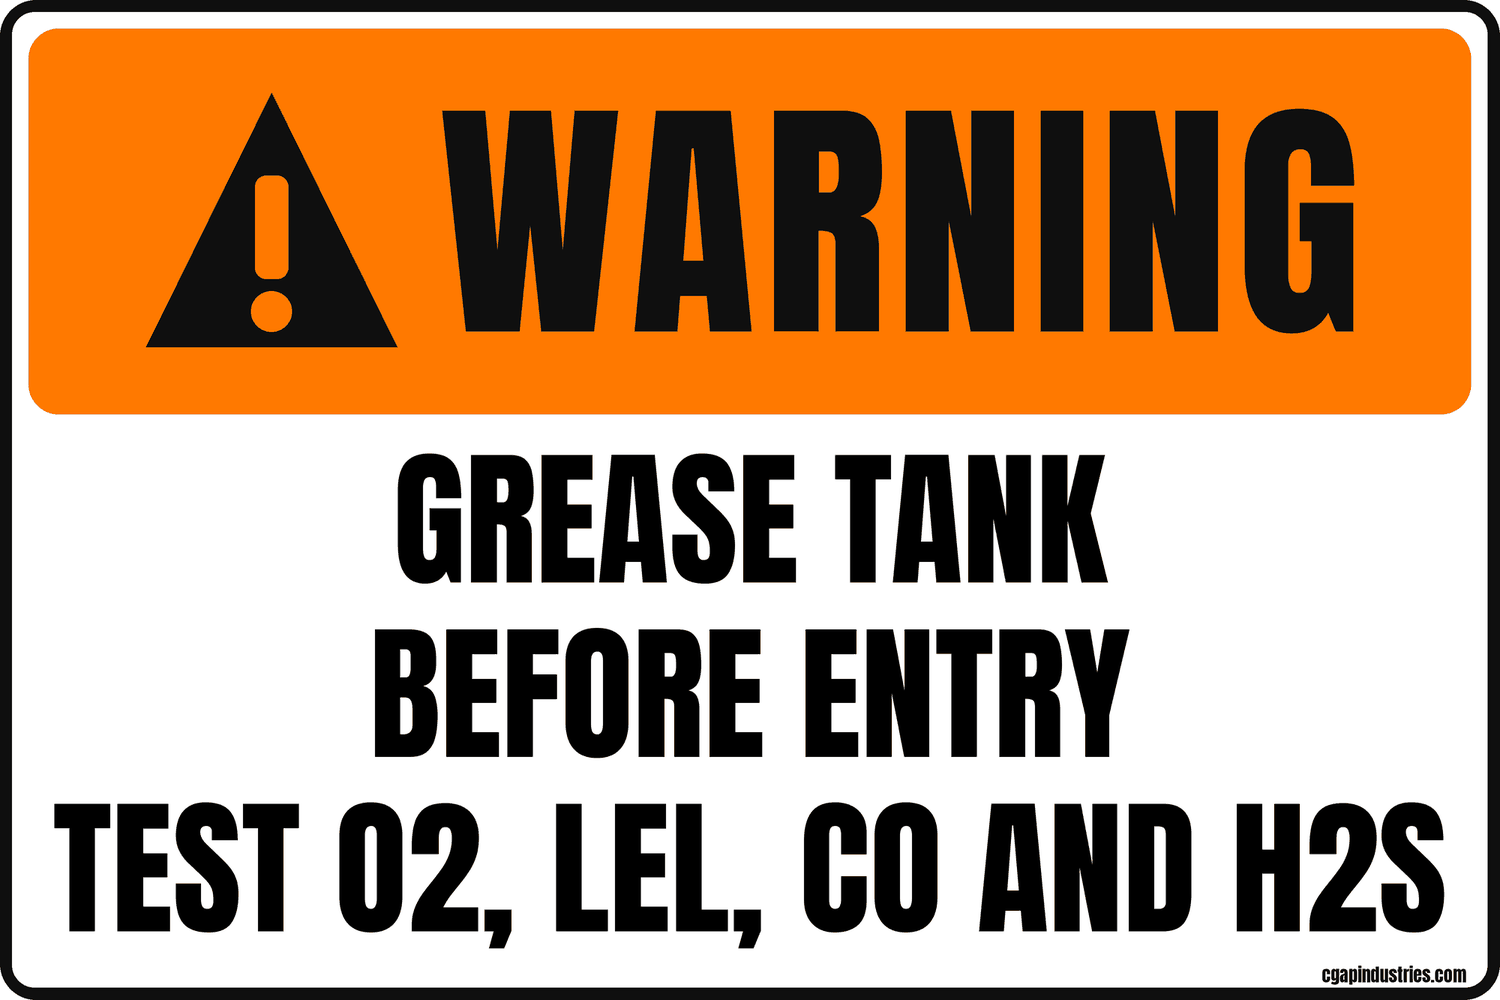 WARNING
GREASE TANK
BEFORE ENTRY
TEST O2, LEL, CO AND H2S
cgapindustries.com